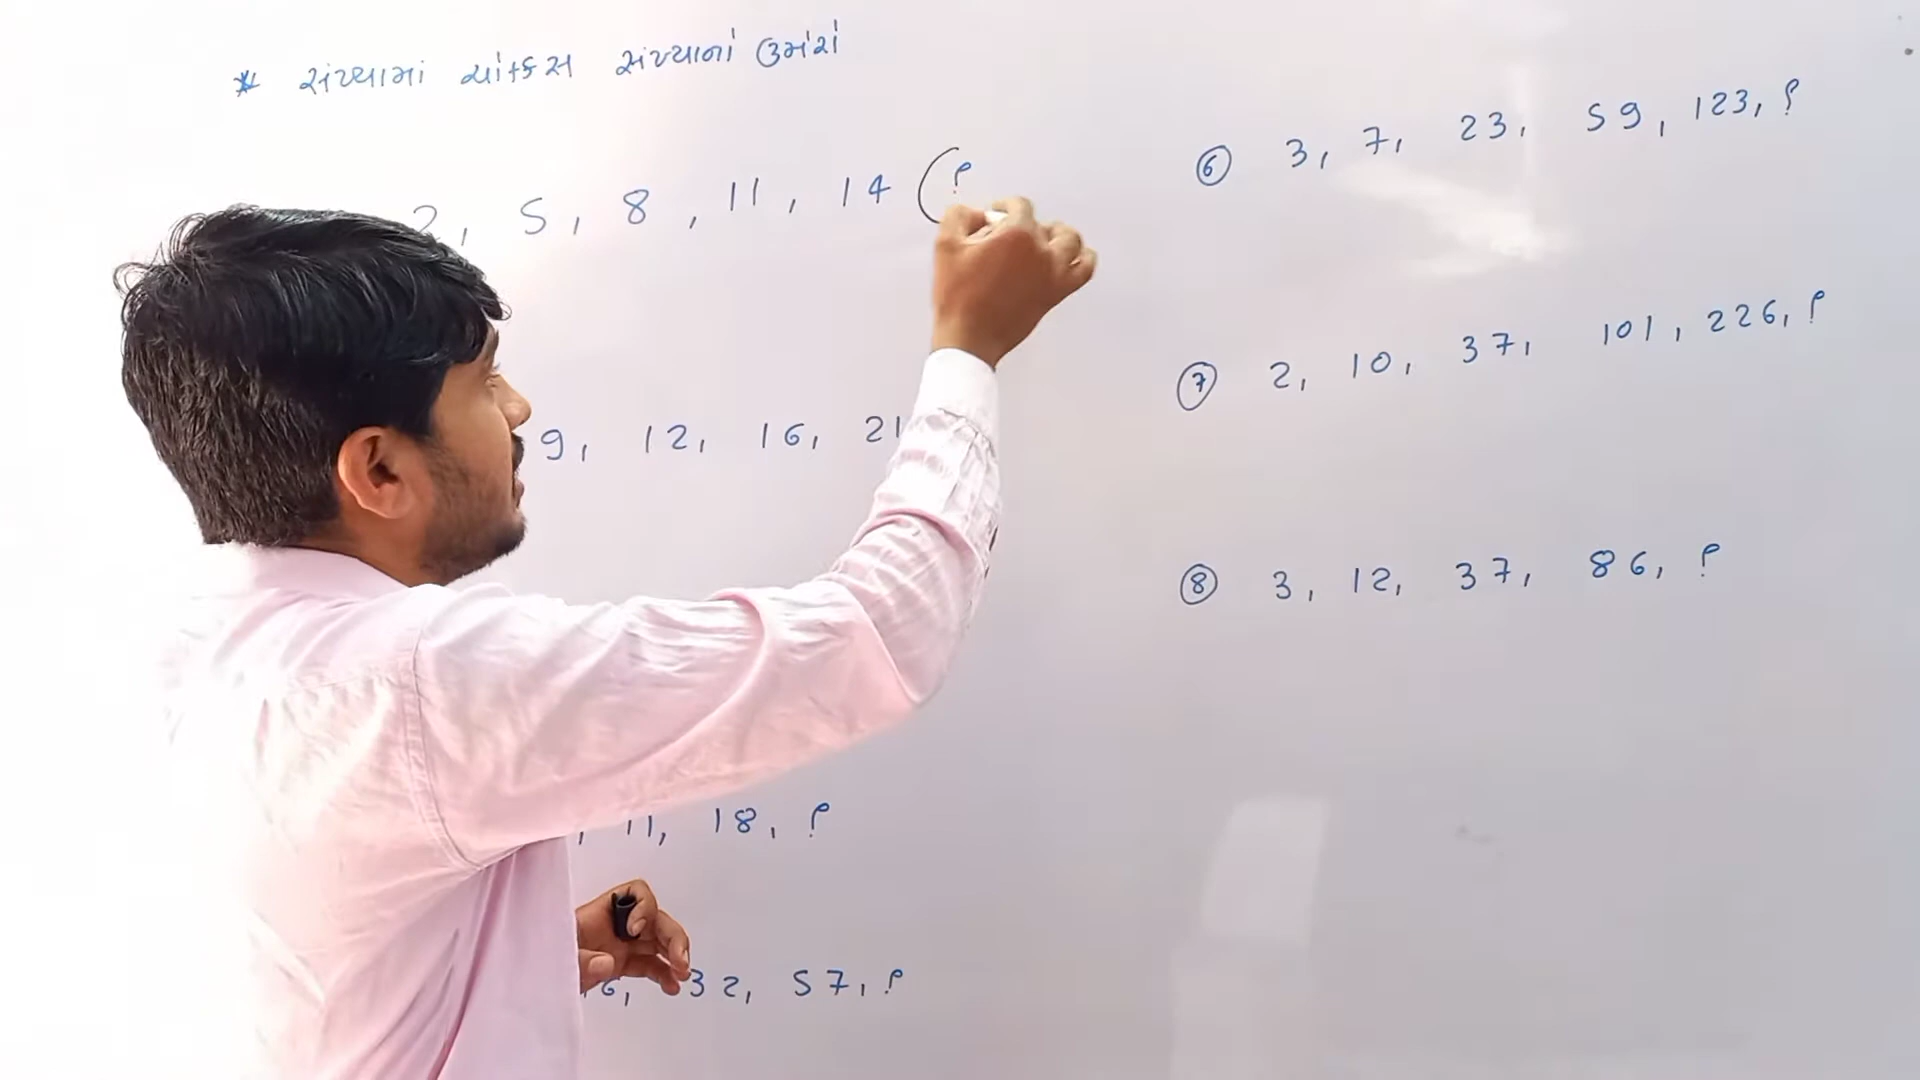 * સંખ્યામાં ચોક્કસ સંખ્યાનો ઉમેરો
2, 5, 8, 11, 14 (?
9, 12, 16, 21
, 11, 18, ?
6, 32, 57, ?
⑥ 3, 7, 23, 59, 123, ?
⑦ 2, 10, 37, 101, 226, ?
⑧ 3, 12, 37, 86, ?